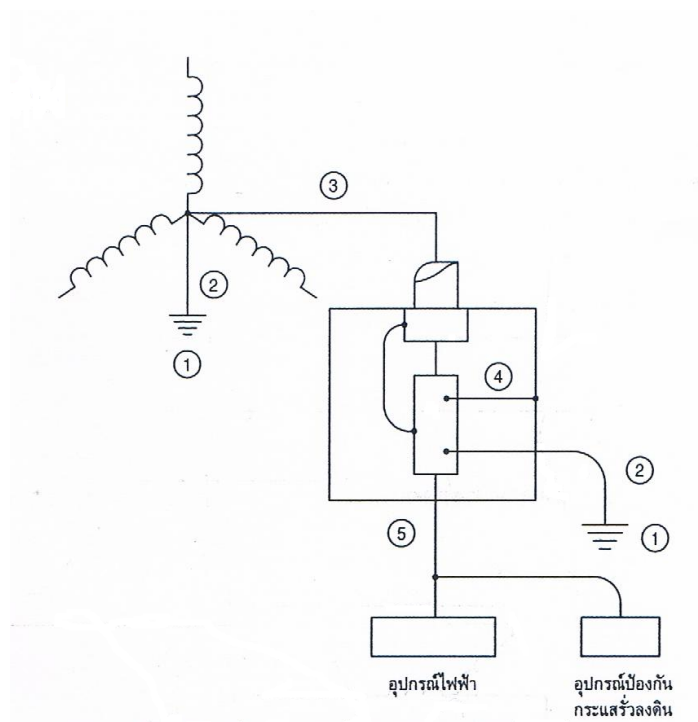 ③
②
①
④
②
①
⑤
อุปกรณ์ไฟฟ้า
อุปกรณ์ป้องกัน
กระแสรั่วลงดิน